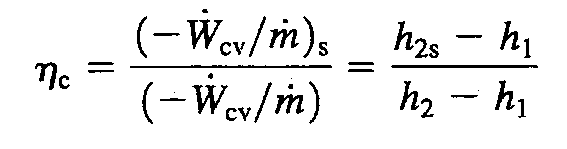 η_c = (-Ẇ_cv/ṁ)_s / (-Ẇ_cv/ṁ) = h_2s - h_1 / h_2 - h_1